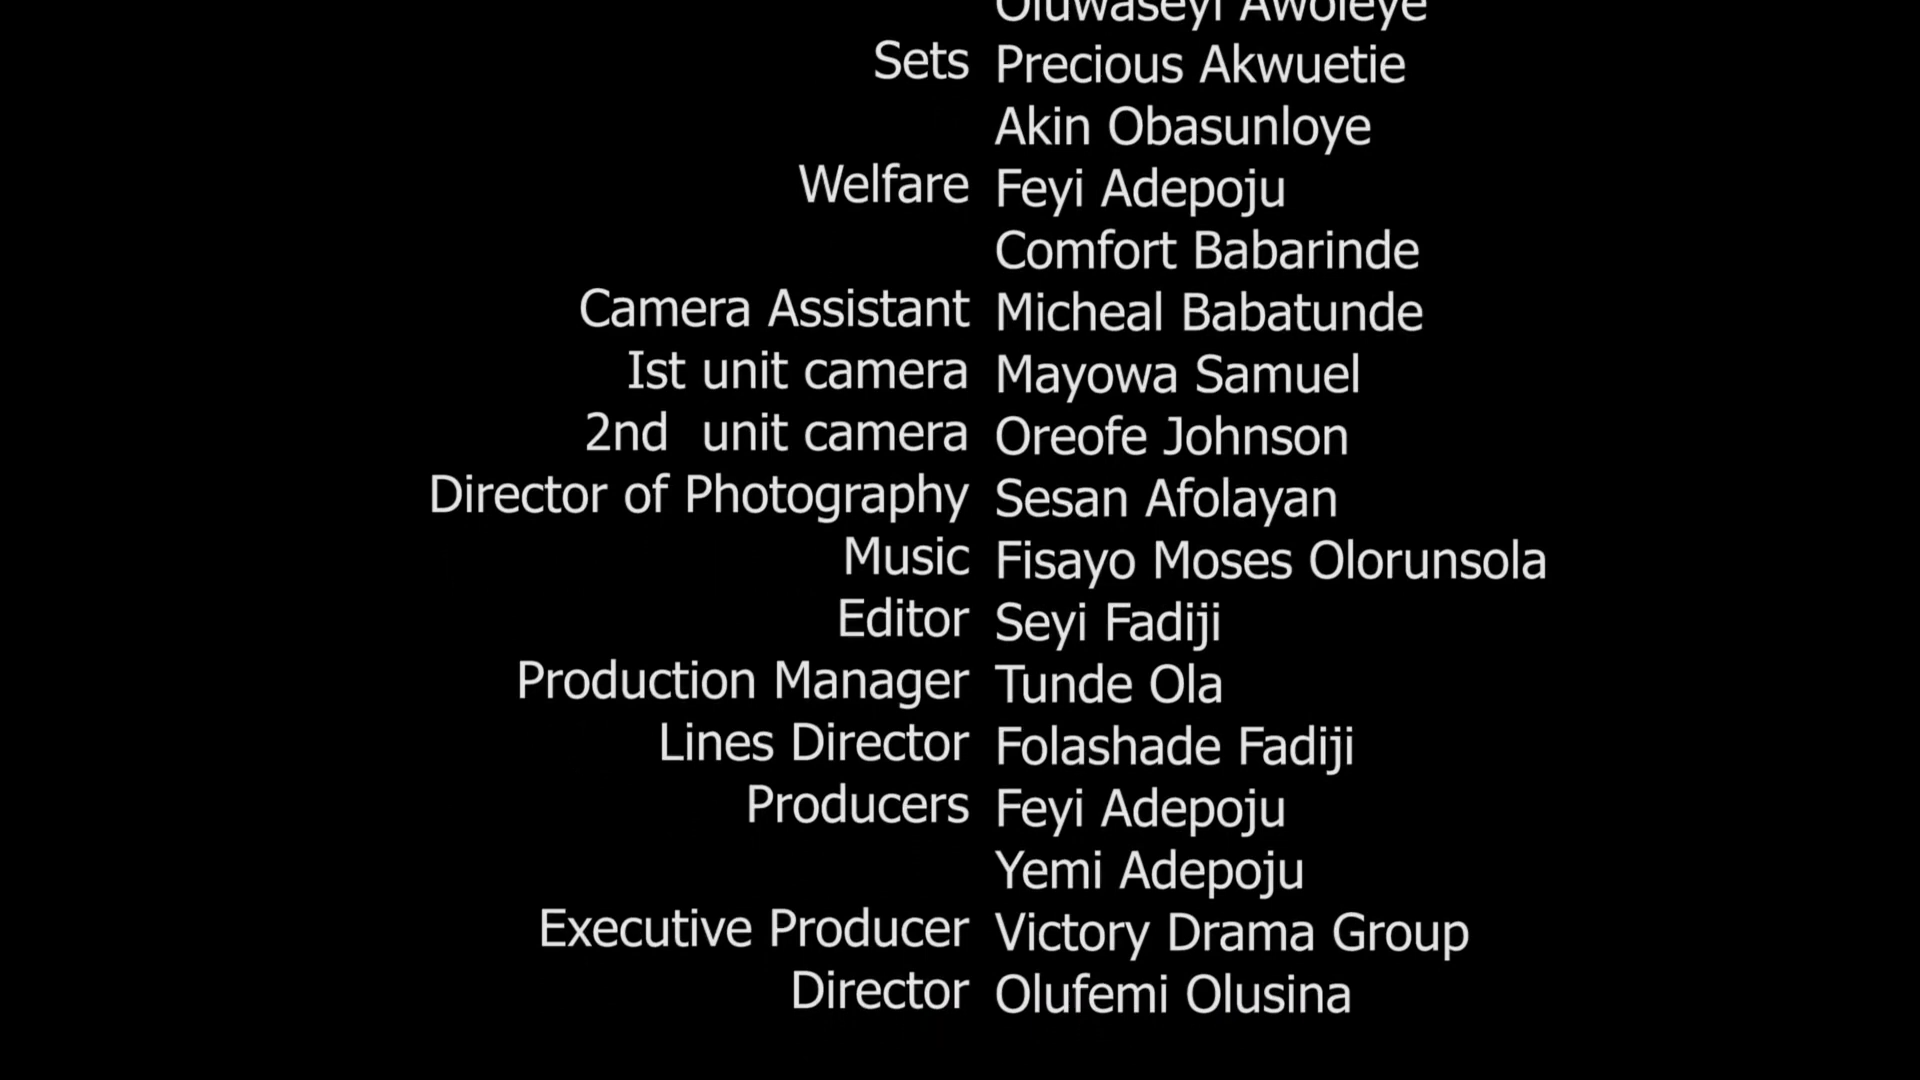 Oluwaseyi Awoleye
Sets Precious Akwuetie
Akin Obasunloye
Welfare Feyi Adepoju
Comfort Babarinde
Camera Assistant Micheal Babatunde
Ist unit camera Mayowa Samuel
2nd  unit camera Oreofe Johnson
Director of Photography Sesan Afolayan
Music Fisayo Moses Olorunsola
Editor Seyi Fadiji
Production Manager Tunde Ola
Lines Director Folashade Fadiji
Producers Feyi Adepoju
Yemi Adepoju
Executive Producer Victory Drama Group
Director Olufemi Olusina